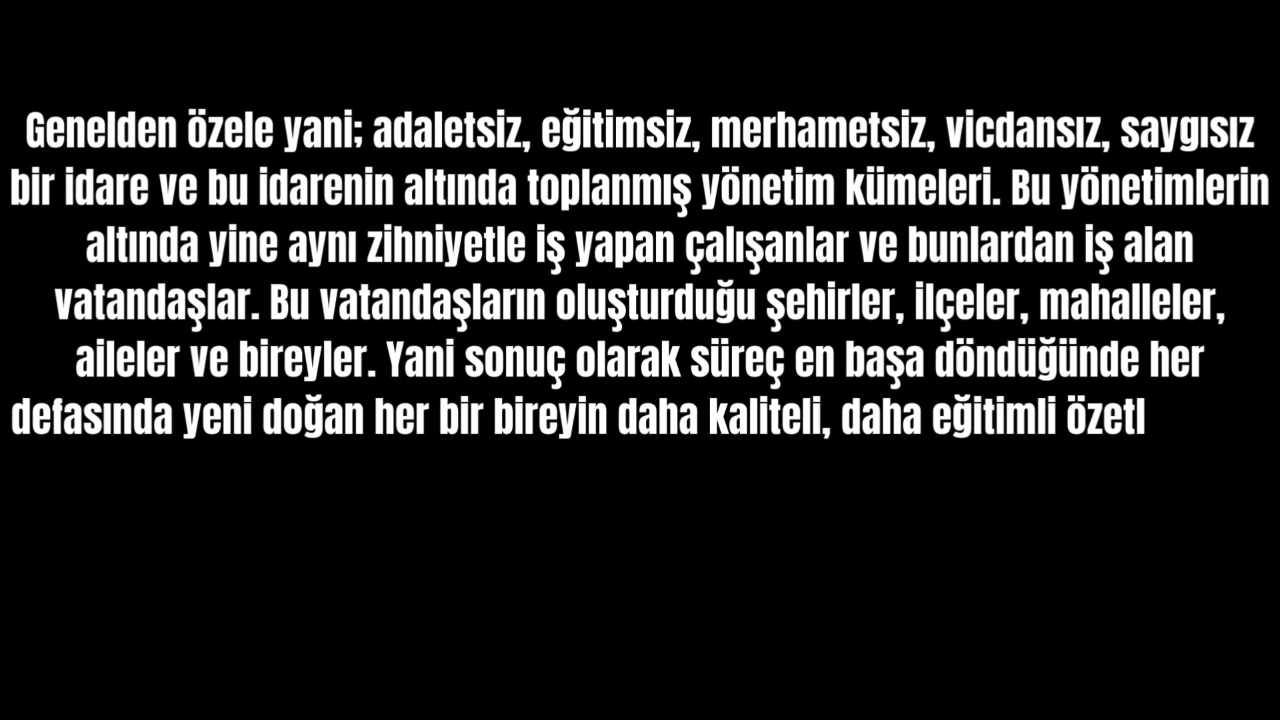 Genelden özele yani; adaletsiz, eğitimsiz, merhametsiz, vicdansız, saygısız
bir idare ve bu idarenin altında toplanmış yönetim kümeleri. Bu yönetimlerin
altında yine aynı zihniyetle iş yapan çalışanlar ve bunlardan iş alan
vatandaşlar. Bu vatandaşların oluşturduğu şehirler, ilçeler, mahalleler,
aileler ve bireyler. Yani sonuç olarak süreç en başa döndüğünde her
defasında yeni doğan her bir bireyin daha kaliteli, daha eğitimli özetl